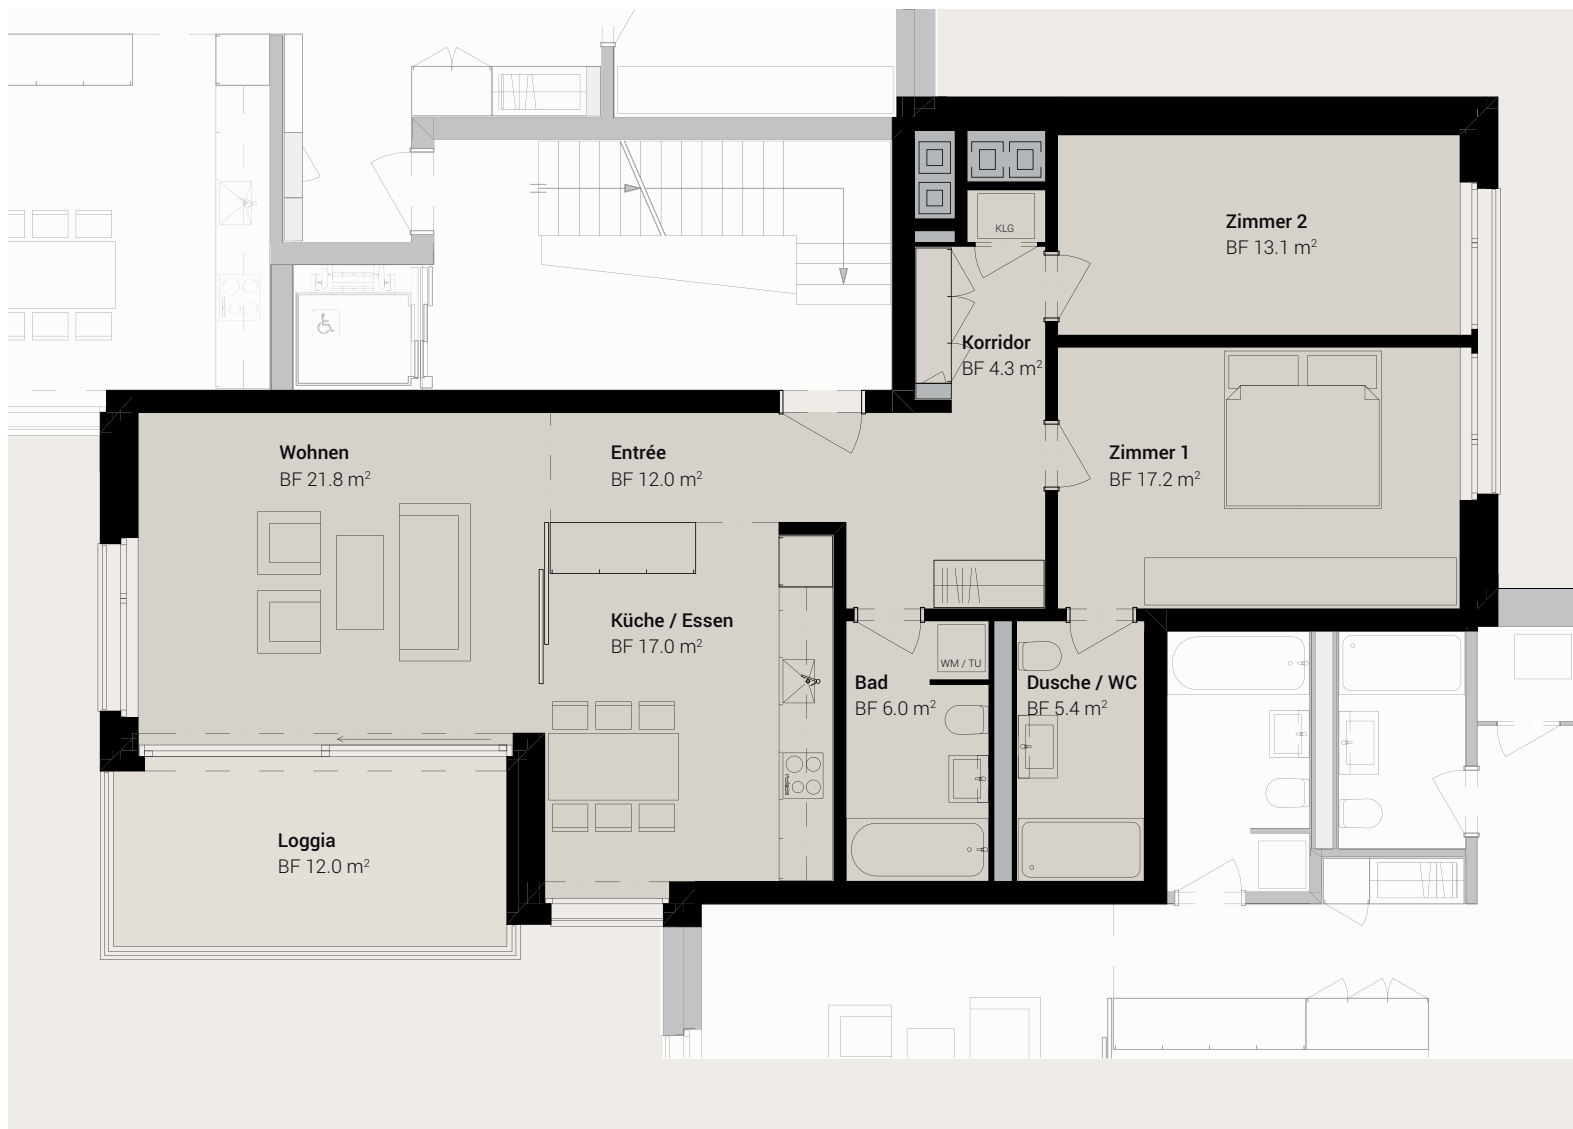 Zimmer 2
BF 13.1 m²
KLG
Korridor
BF 4.3 m²
Wohnen
BF 21.8 m²
Entrée
BF 12.0 m²
Zimmer 1
BF 17.2 m²
Küche / Essen
BF 17.0 m²
WM / TU
Bad
BF 6.0 m²
Dusche / WC
BF 5.4 m²
Loggia
BF 12.0 m²